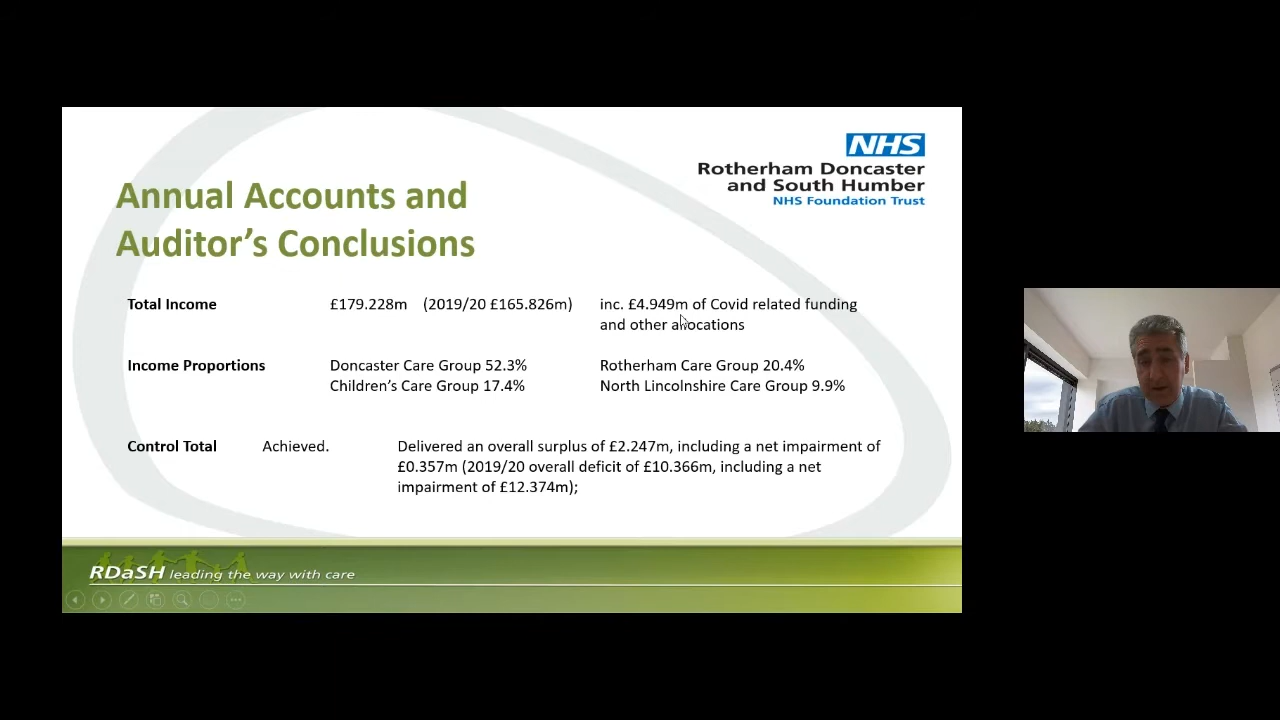 NHS
Rotherham Doncaster
and South Humber
NHS Foundation Trust
Annual Accounts and
Auditor's Conclusions
Total Income £179.228m (2019/20 £165.826m) inc. £4.949m of Covid related funding
and other allocations
Income Proportions Doncaster Care Group 52.3% Rotherham Care Group 20.4%
Children's Care Group 17.4% North Lincolnshire Care Group 9.9%
Control Total Achieved. Delivered an overall surplus of £2.247m, including a net impairment of
£0.357m (2019/20 overall deficit of £10.366m, including a net
impairment of £12.374m);
RDaSH leading the way with care